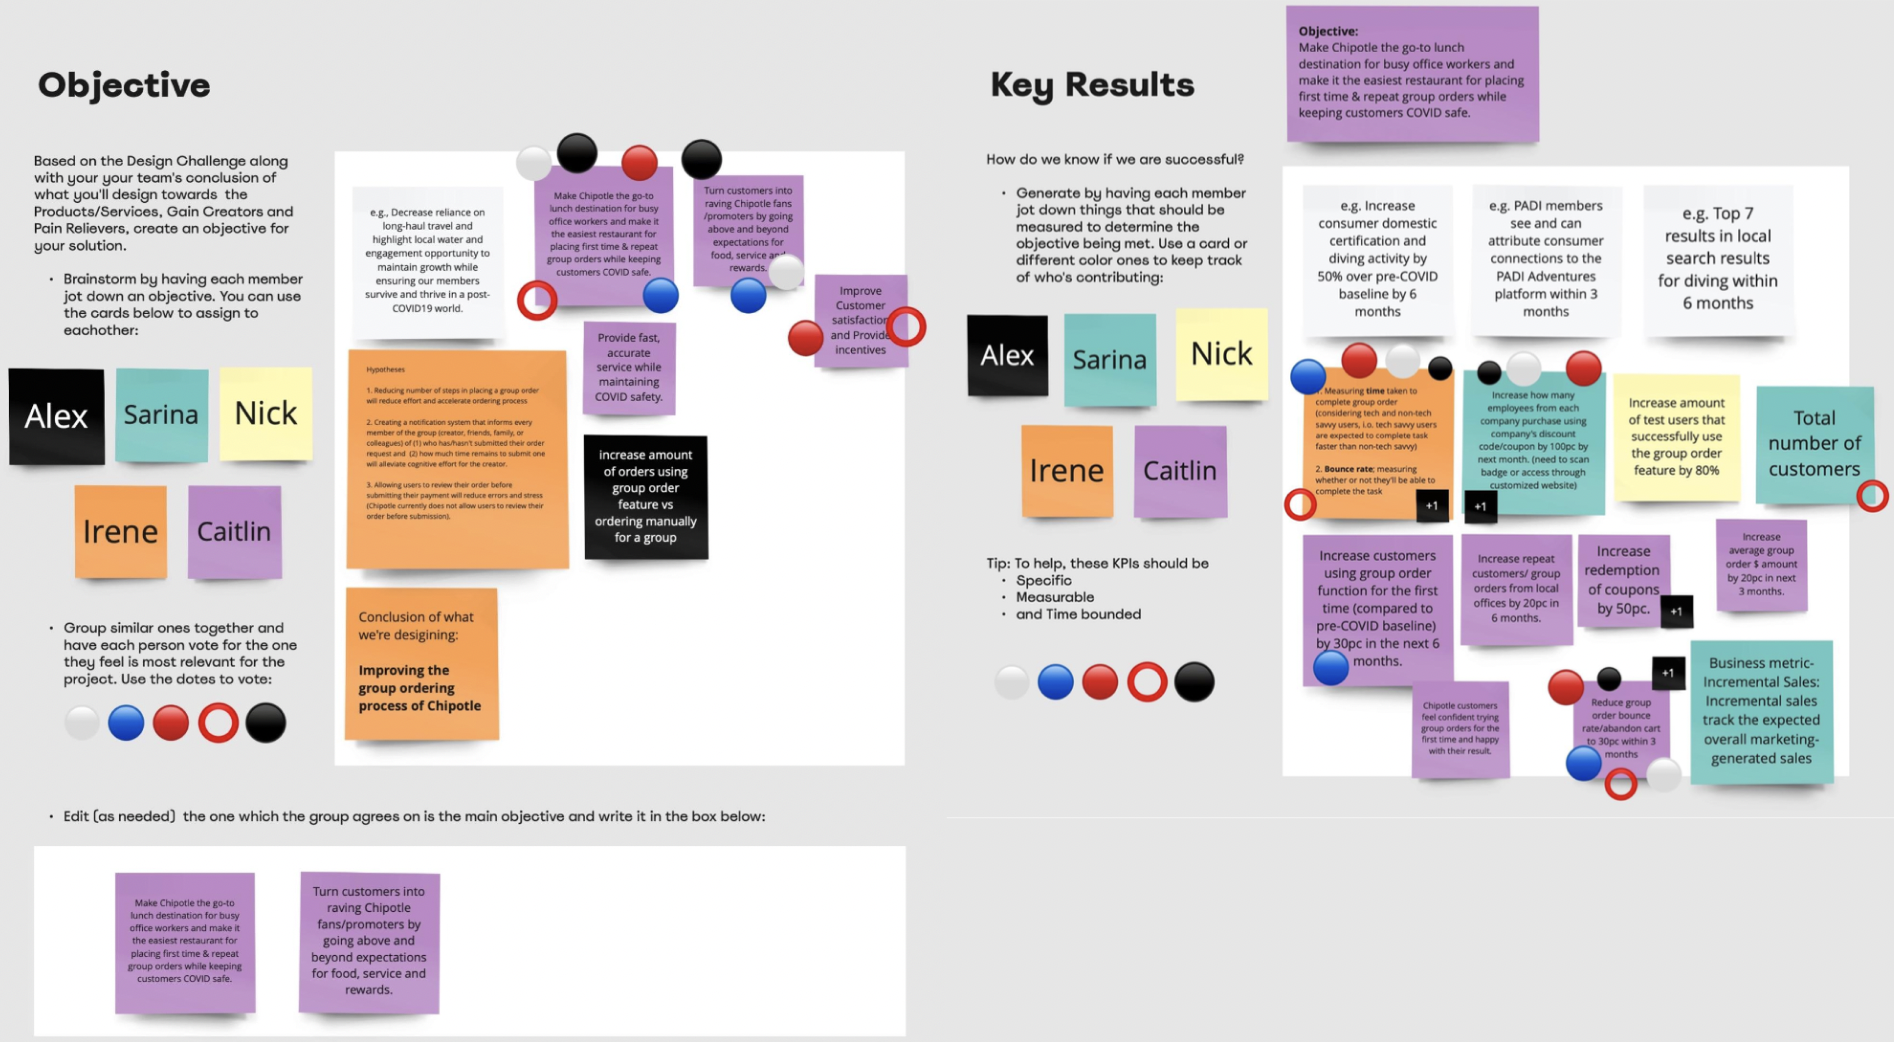 Objective
Based on the Design Challenge along
with your your team's conclusion of
what you'll design towards the
Products/Services, Gain Creators and
Pain Relievers, create an objective for
your solution.
• Brainstorm by having each member
jot down an objective. You can use
the cards below to assign to
eachother:
Alex
Sarina
Nick
Irene
Caitlin
• Group similar ones together and
have each person vote for the one
they feel is most relevant for the
project. Use the dotes to vote:
e.g., Decrease reliance on
long-haul travel and
highlight local water and
engagement opportunity to
maintain growth while
ensuring our members
survive and thrive in a post-
COVID19 world.
Make Chipotle the go-to
lunch destination for busy
office workers and make it
the easiest restaurant for
placing first time & repeat
group orders while keeping
customers COVID safe.
Turn customers into
raving Chipotle fans
/promoters by going
above and beyond
expectations for
food, service and
rewards.
Improve
Customer
satisfaction
and Provide
incentives
Hypotheses
1. Reducing number of steps in placing a group order
will reduce effort and accelerate ordering process
2. Creating a notification system that informs every
member of the group (creator, friends, family, or
colleagues) of (1) who has/hasn't submitted their order
request and (2) how much time remains to submit one
will alleviate cognitive effort for the creator.
3. Allowing users to review their order before
submitting their payment will reduce errors and stress
(Chipotle currently does not allow users to review their
order before submission).
Provide fast,
accurate
service while
maintaining
COVID safety.
increase amount
of orders using
group order
feature vs
ordering manually
for a group
Conclusion of what
we're desigining:
Improving the
group ordering
process of Chipotle
• Edit (as needed) the one which the group agrees on is the main objective and write it in the box below:
Make Chipotle the go-to
lunch destination for busy
office workers and make it
the easiest restaurant for
placing first time & repeat
group orders while keeping
customers COVID safe.
Turn customers into
raving Chipotle
fans/promoters by
going above and
beyond expectations
for food, service and
rewards.
Key Results
Objective:
Make Chipotle the go-to lunch
destination for busy office workers and
make it the easiest restaurant for placing
first time & repeat group orders while
keeping customers COVID safe.
How do we know if we are successful?
• Generate by having each member
jot down things that should be
measured to determine the
objective being met. Use a card or
different color ones to keep track
of who's contributing:
Alex
Sarina
Nick
Irene
Caitlin
Tip: To help, these KPIs should be
• Specific
• Measurable
• and Time bounded
e.g. Increase
consumer domestic
certification and
diving activity by
50% over pre-COVID
baseline by 6
months
e.g. PADI members
see and can
attribute consumer
connections to the
PADI Adventures
platform within 3
months
e.g. Top 7
results in local
search results
for diving within
6 months
Measuring time taken to
complete group order
(considering tech and non-tech
savvy users, i.o. tech savvy users
are expected to complete task
faster than non-tech savvy)
2. Bounce rate; measuring
whether or not they'll be able to
complete the task
+1
Increase how many
employees from each
company purchase using
company's discount
code/coupon by 100pc by
next month. (need to scan
badge or access through
customized website)
+1
Increase amount
of test users that
successfully use
the group order
feature by 80%
Total
number of
customers
Increase customers
using group order
function for the first
time (compared to
pre-COVID baseline)
by 30pc in the next 6
months.
Increase repeat
customers/ group
orders from local
offices by 20pc in
6 months.
Increase
redemption
of coupons
by 50pc.
+1
Increase
average group
order $ amount
by 20pc in next
3 months.
Chipotle customers
feel confident trying
group orders for the
first time and happy
with their result.
+1
Reduce group
order bounce
rate/abandon cart
to 30pc within 3
months
Business metric-
Incremental Sales:
Incremental sales
track the expected
overall marketing-
generated sales